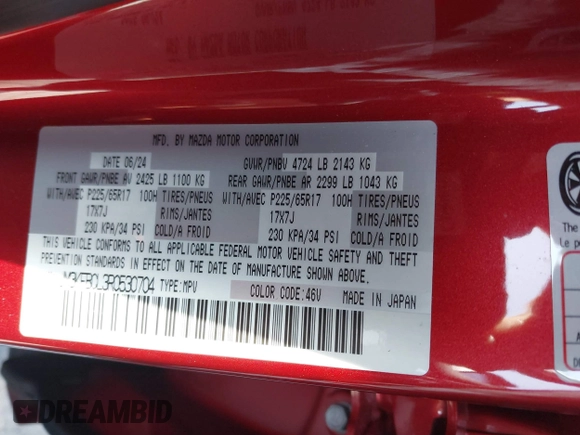 MFD. BY MAZDA MOTOR CORPORATION
DATE 06/24 GVWR/PNBV 4724 LB 2143 KG
FRONT GAWR/PNBE AV 2425 LB 1100 KG REAR GAWR/PNBE AR 2299 LB 1043 KG
WITH/AVEC P225/65R17 100H TIRES/PNEUS WITH/AVEC P225/65R17 100H TIRES/PNEUS
17X7J RIMS/JANTES 17X7J RIMS/JANTES
230 KPA/34 PSI COLD/A FROID 230 KPA/34 PSI COLD/A FROID
THIS VEHICLE CONFORMS TO ALL APPLICABLE FEDERAL MOTOR VEHICLE SAFETY AND THEFT
PREVENTION STANDARDS IN EFFECT ON THE DATE OF MANUFACTURE SHOWN ABOVE.
TYPE:MPV COLOR CODE:46V MADE IN JAPAN
DREAMBID